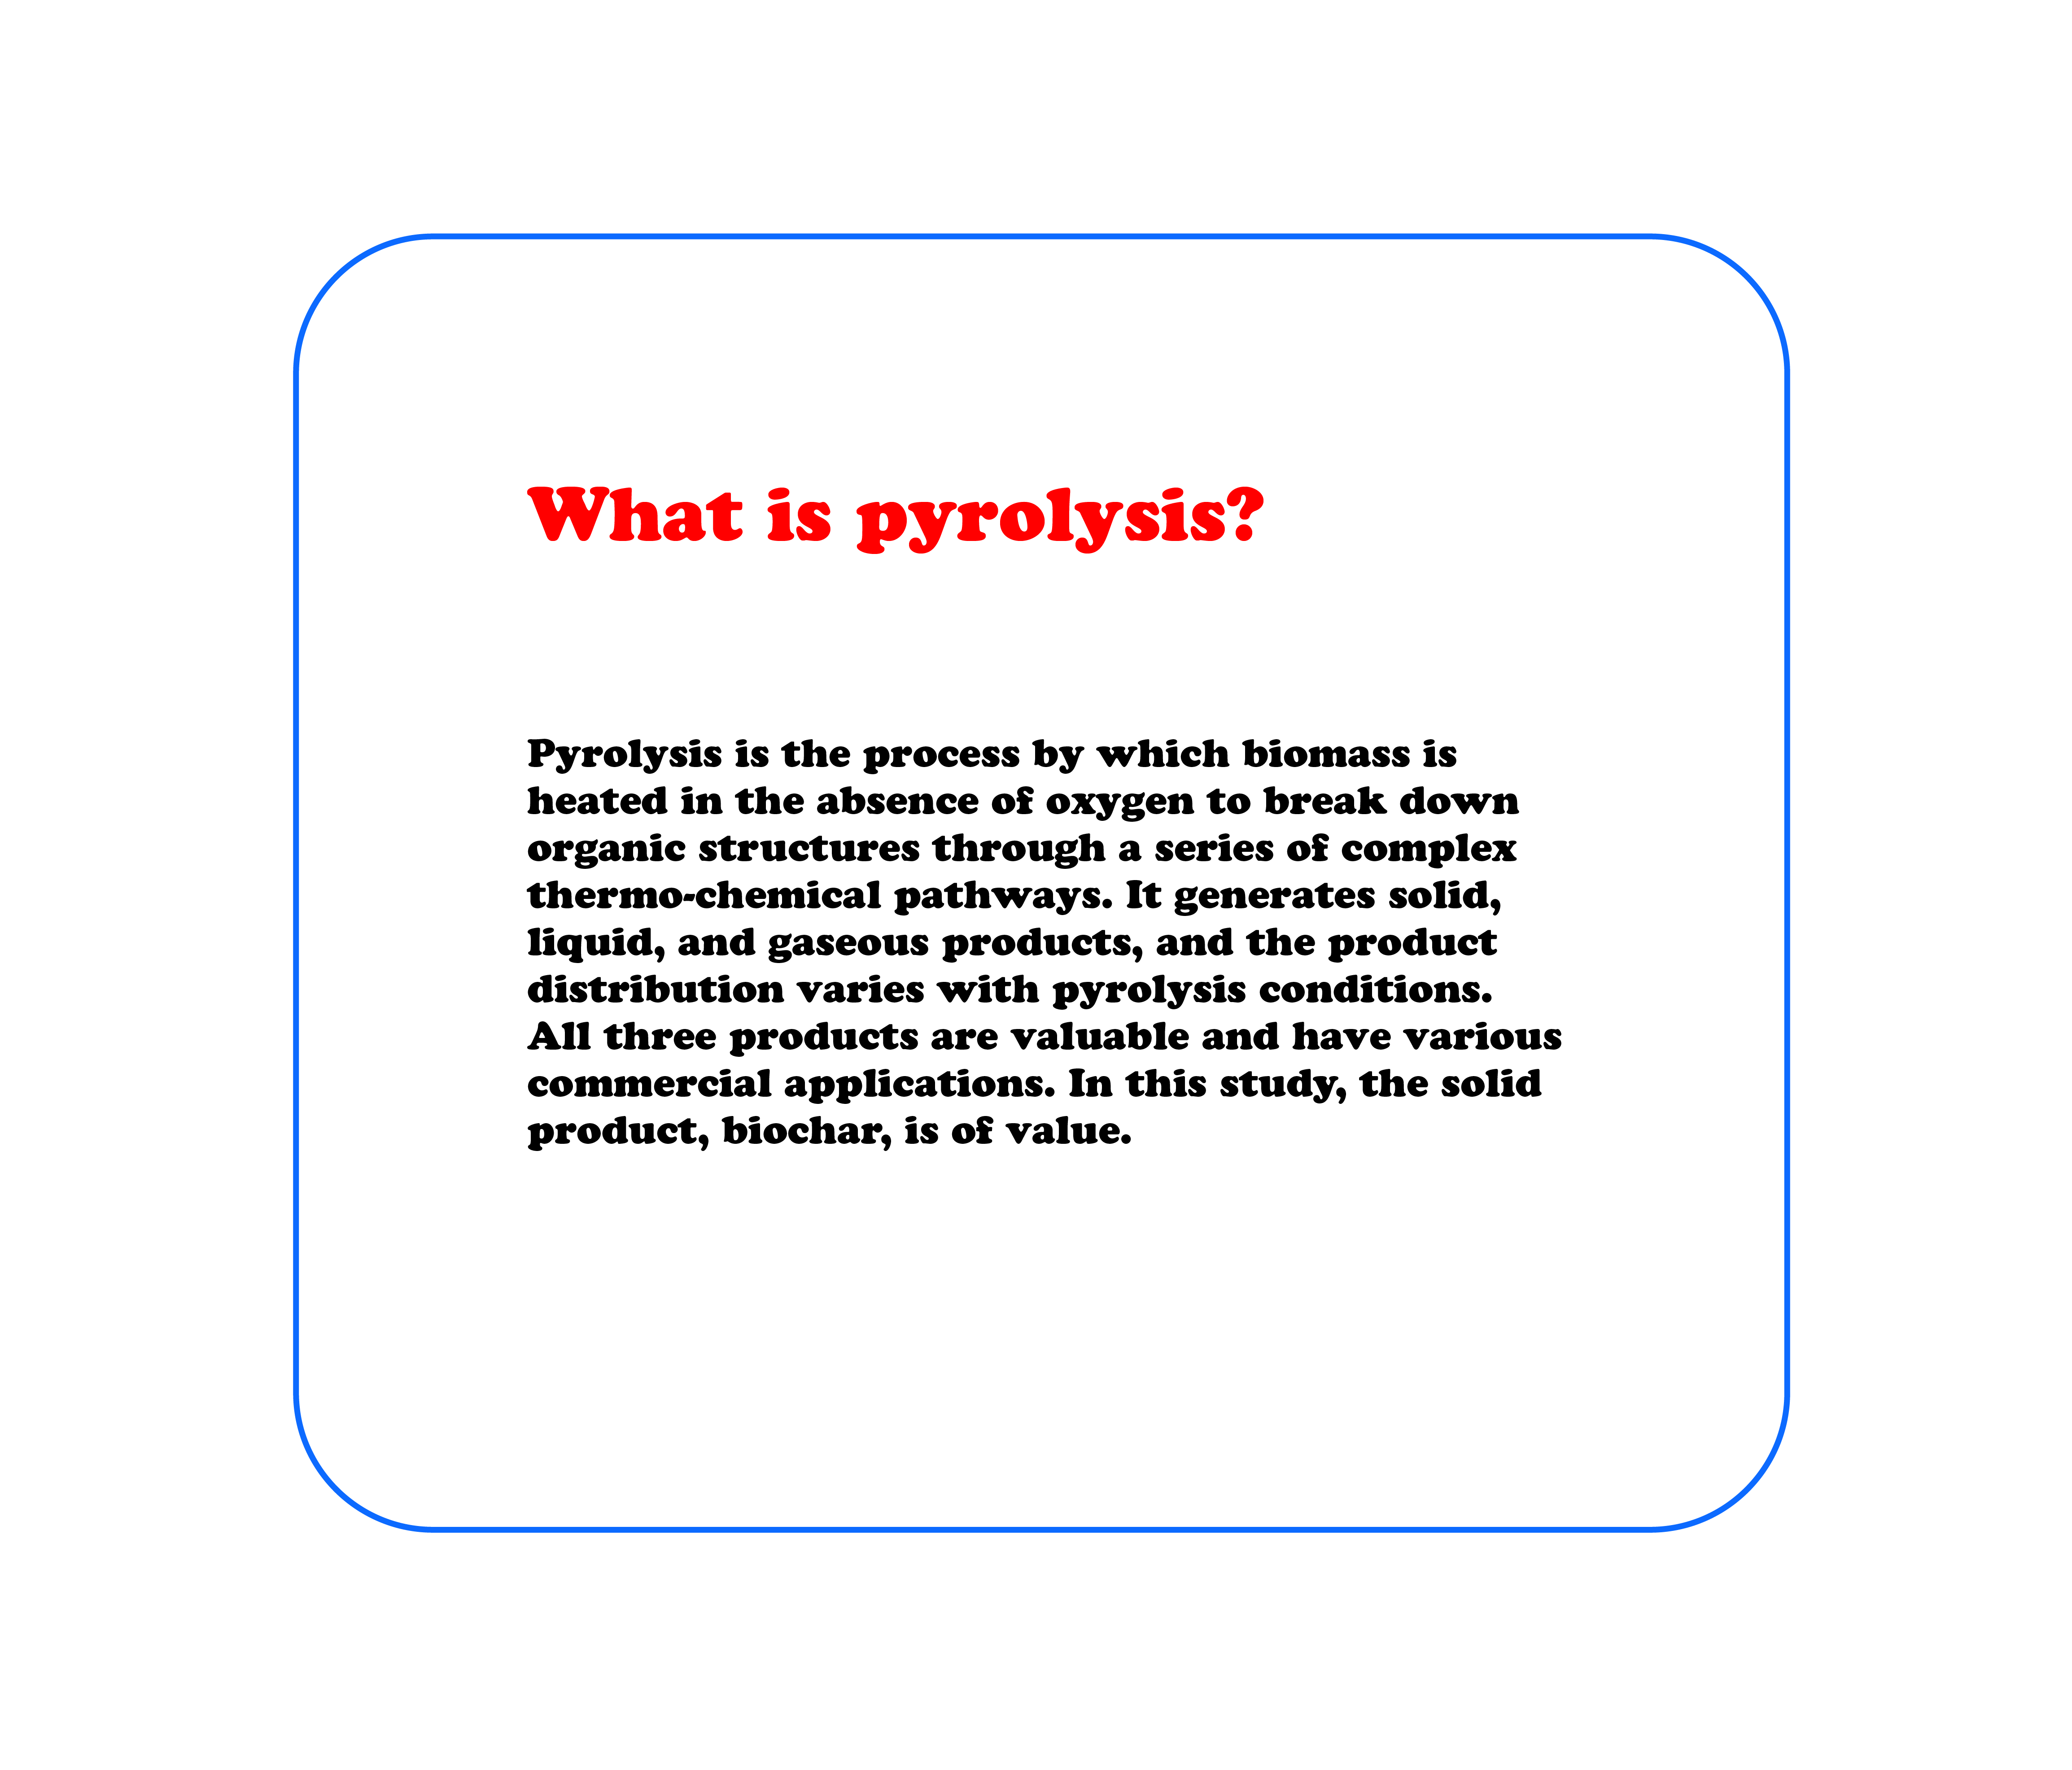 What is pyrolysis?
Pyrolysis is the process by which biomass is
heated in the absence of oxygen to break down
organic structures through a series of complex
thermo-chemical pathways. It generates solid,
liquid, and gaseous products, and the product
distribution varies with pyrolysis conditions.
All three products are valuable and have various
commercial applications. In this study, the solid
product, biochar, is of value.